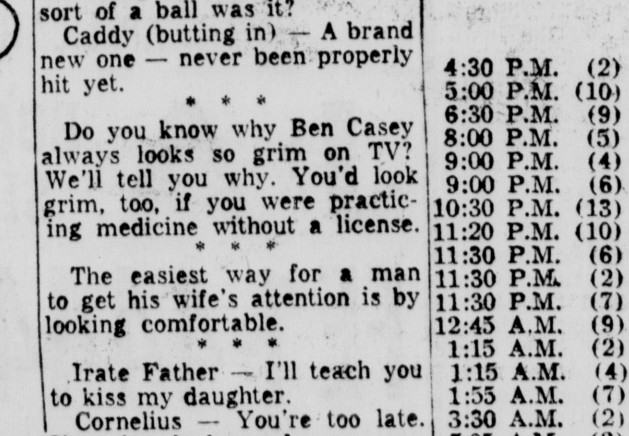 sort of a ball was it?
Caddy (butting in) — A brand
new one — never been properly
hit yet.
* * *
Do you know why Ben Casey
always looks so grim on TV?
We'll tell you why. You'd look
grim, too, if you were practic-
ing medicine without a license.
* * *
The easiest way for a man
to get his wife's attention is by
looking comfortable.
* * *
Irate Father — I'll teach you
to kiss my daughter.
Cornelius — You're too late.
4:30 P.M. (2)
5:00 P.M. (10)
6:30 P.M. (9)
8:00 P.M. (5)
9:00 P.M. (4)
9:00 P.M. (6)
10:30 P.M. (13)
11:20 P.M. (10)
11:30 P.M. (6)
11:30 P.M. (2)
11:30 P.M. (7)
12:45 A.M. (9)
1:15 A.M. (2)
1:15 A.M. (4)
1:55 A.M. (7)
3:30 A.M. (2)